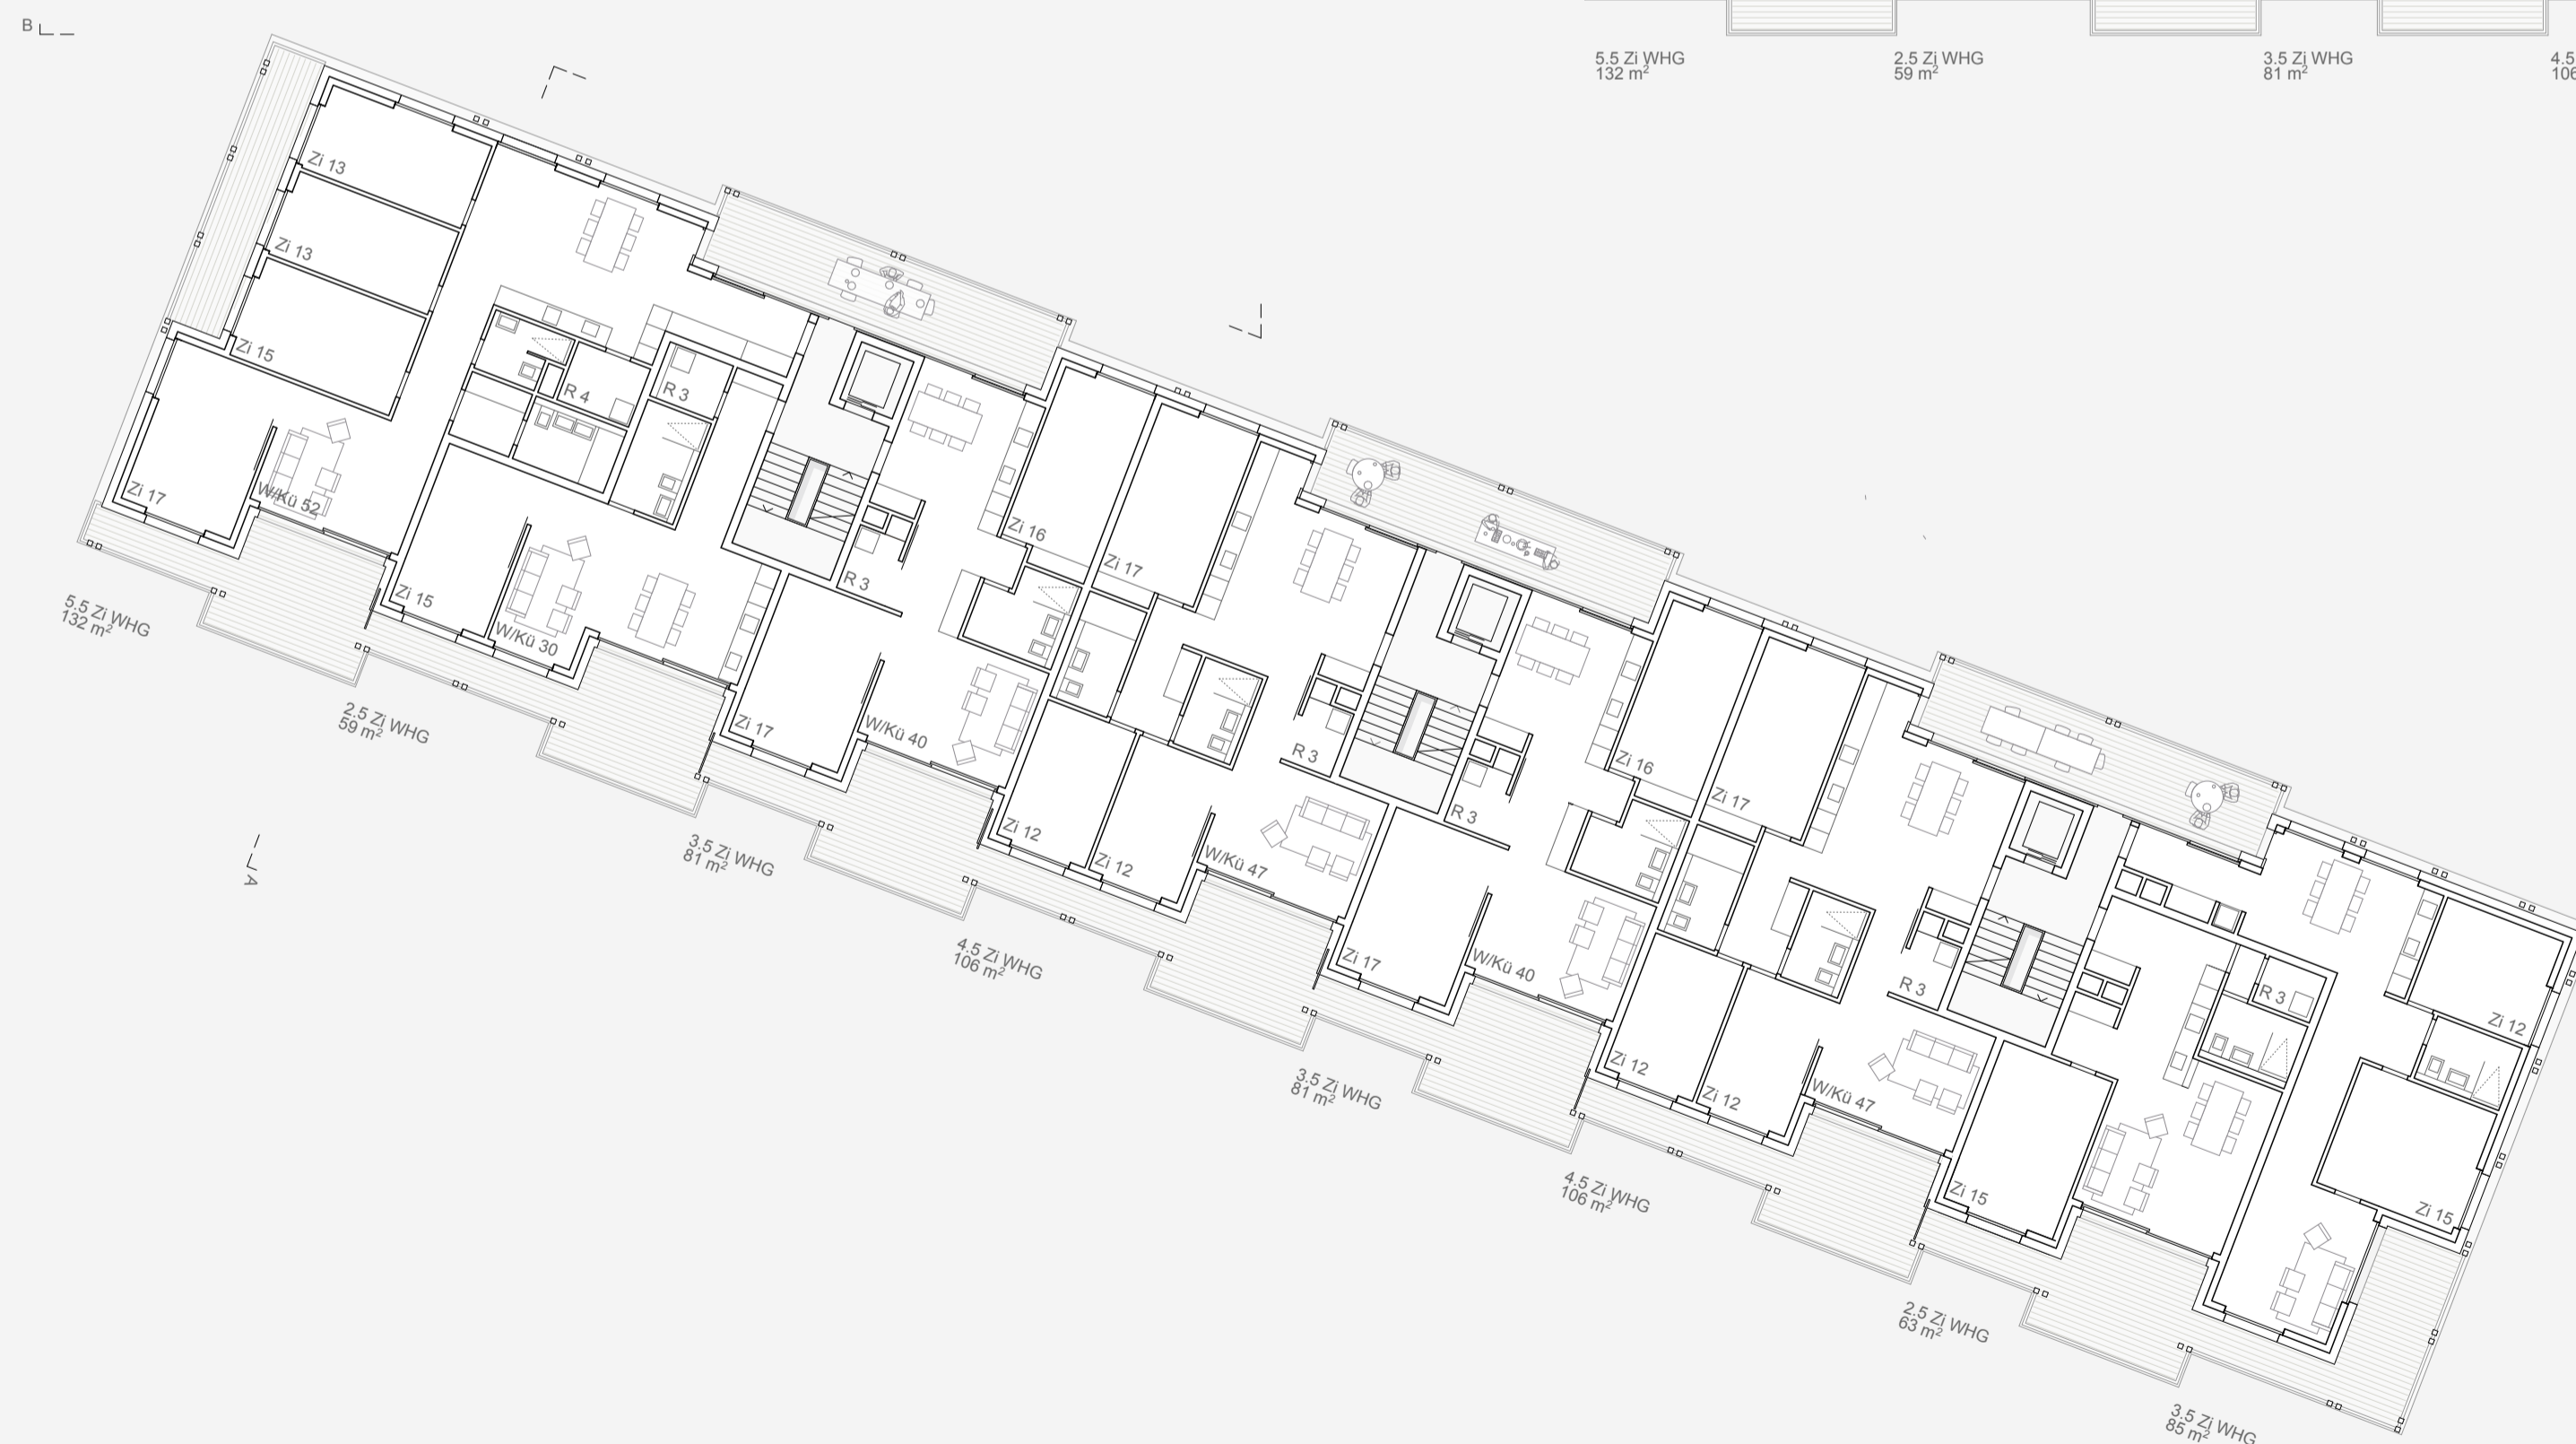 B
5.5 Zi WHG
132 m²
2.5 Zi WHG
59 m²
3.5 Zi WHG
81 m²
4.5
106
Zi 13
Zi 13
Zi 15
Zi 17
W/Kü 52
R 4
R 3
Zi 15
W/Kü 30
R 3
Zi 16
Zi 17
Zi 17
W/Kü 40
Zi 12
Zi 12
W/Kü 47
R 3
R 3
Zi 16
Zi 17
Zi 17
W/Kü 40
Zi 12
Zi 12
W/Kü 47
R 3
Zi 15
R 3
Zi 12
Zi 15
5.5 Zi WHG
132 m²
2.5 Zi WHG
59 m²
3.5 Zi WHG
81 m²
4.5 Zi WHG
106 m²
3.5 Zi WHG
81 m²
4.5 Zi WHG
106 m²
2.5 Zi WHG
63 m²
3.5 Zi WHG
85 m²
A